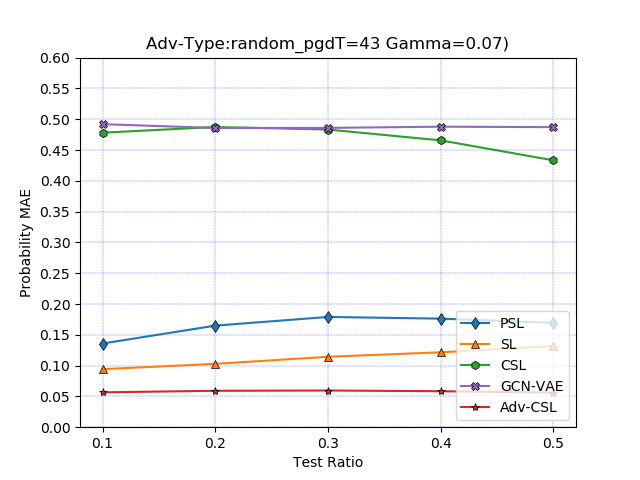 Adv-Type:random_pgdT=43 Gamma=0.07)
0.60
0.55
0.50
0.45
0.40
0.35
0.30
0.25
0.20
0.15
0.10
0.05
0.00
Probability MAE
PSL
SL
CSL
GCN-VAE
Adv-CSL
0.1 0.2 0.3 0.4 0.5
Test Ratio